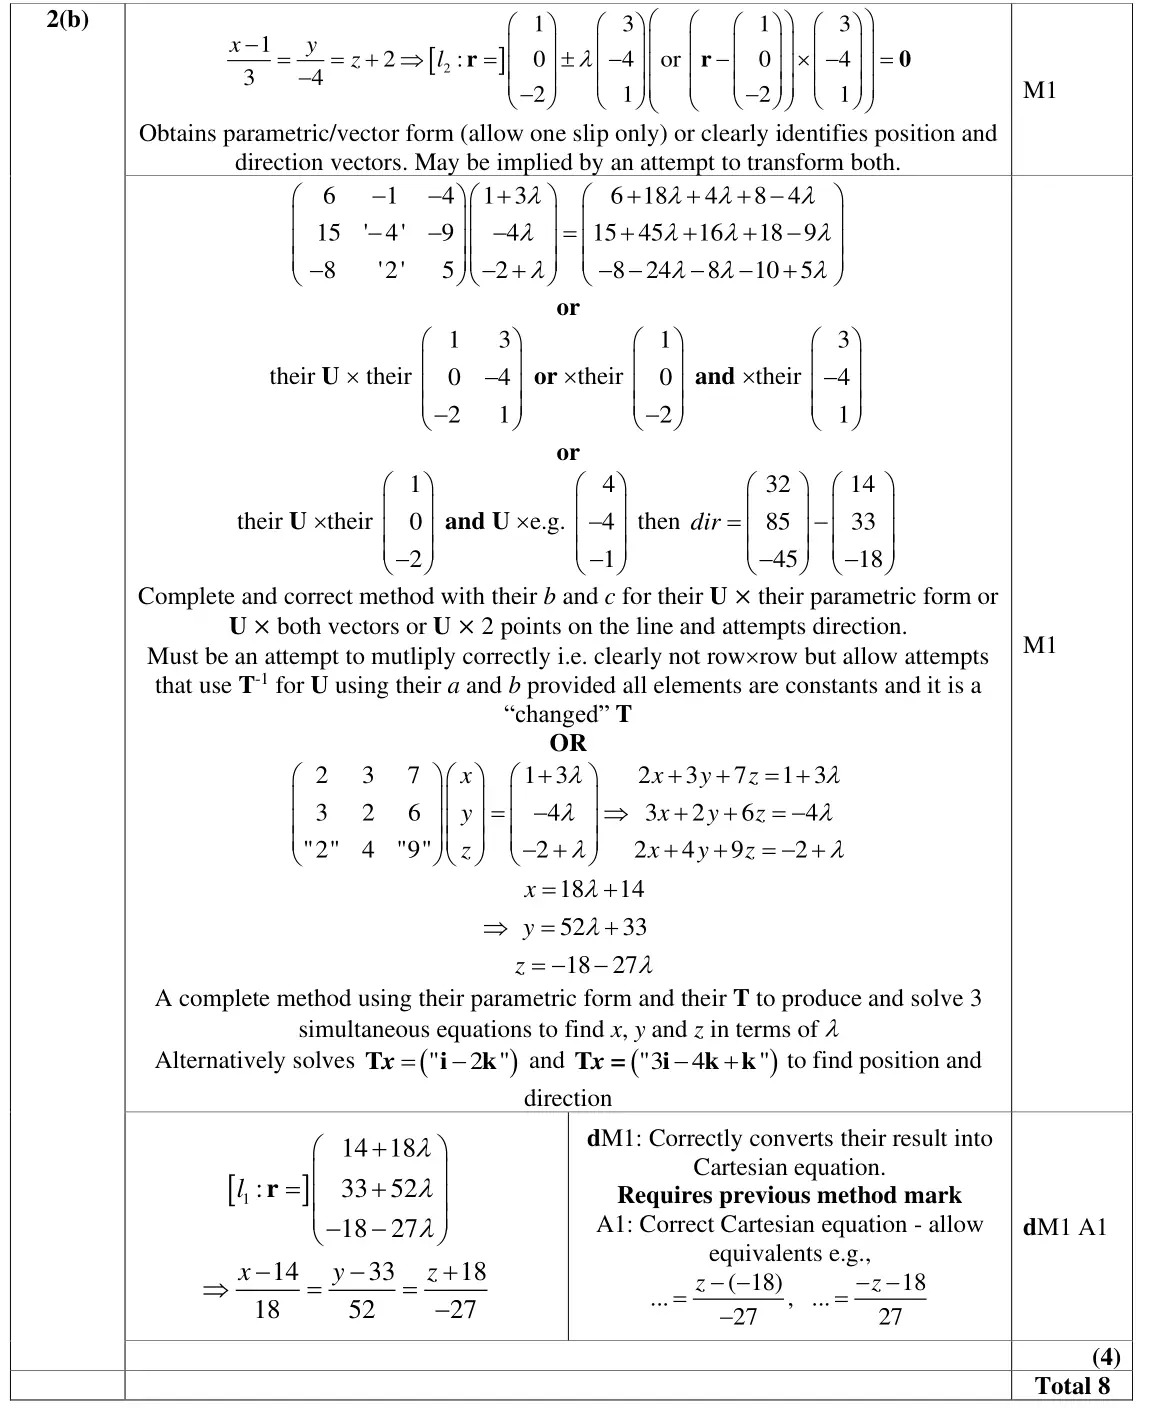 2(b)
x − 1 / 3 = y / −4 = z + 2 ⇒ [l₂ : r =] (1, 0, −2) ± λ (3, −4, 1) (or (r − (1, 0, −2)) × (3, −4, 1) = 0)
M1
Obtains parametric/vector form (allow one slip only) or clearly identifies position and
direction vectors. May be implied by an attempt to transform both.
(6 −1 −4; 15 '−4' −9; −8 '2' 5) (1+3λ; −4λ; −2+λ) = (6+18λ+4λ+8−4λ; 15+45λ+16λ+18−9λ; −8−24λ−8λ−10+5λ)
or
their U × their (1 3; 0 −4; −2 1) or ×their (1; 0; −2) and ×their (3; −4; 1)
or
their U ×their (1; 0; −2) and U ×e.g. (4; −4; −1) then dir = (32; 85; −45) − (14; 33; −18)
Complete and correct method with their b and c for their U × their parametric form or
U × both vectors or U × 2 points on the line and attempts direction.
Must be an attempt to mutliply correctly i.e. clearly not row×row but allow attempts
that use T⁻¹ for U using their a and b provided all elements are constants and it is a
“changed” T
M1
OR
(2 3 7; 3 2 6; "2" 4 "9") (x; y; z) = (1+3λ; −4λ; −2+λ) ⇒ 2x+3y+7z=1+3λ
3x+2y+6z=−4λ
2x+4y+9z=−2+λ
x=18λ+14
⇒ y=52λ+33
z=−18−27λ
A complete method using their parametric form and their T to produce and solve 3
simultaneous equations to find x, y and z in terms of λ
Alternatively solves Tx = ("i − 2k") and Tx = ("3i − 4k + k") to find position and
direction
[l₁ : r =] (14+18λ; 33+52λ; −18−27λ)
⇒ x−14 / 18 = y−33 / 52 = z+18 / −27
dM1: Correctly converts their result into
Cartesian equation.
Requires previous method mark
A1: Correct Cartesian equation - allow
equivalents e.g.,
... = z−(−18) / −27, ... = −z−18 / 27
dM1 A1
(4)
Total 8